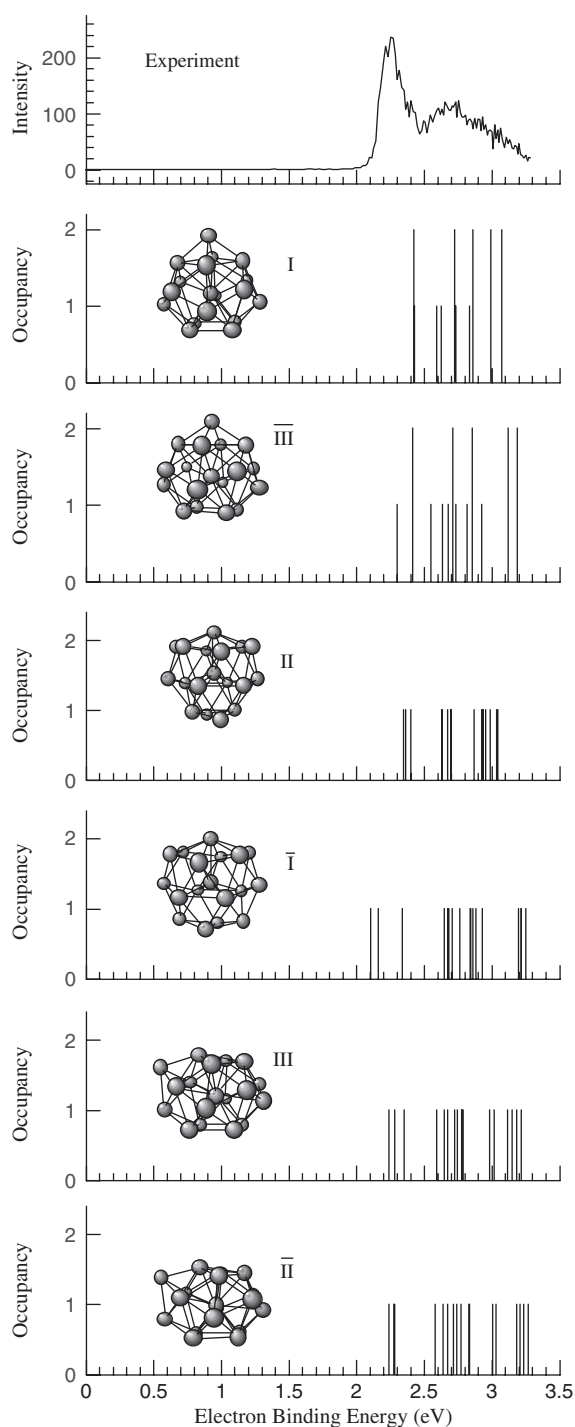 Experiment
Intensity
200
100
0
I
Occupancy
2
1
0
I̅I̅I̅
Occupancy
2
1
0
II
Occupancy
2
1
0
I̅
Occupancy
2
1
0
III
Occupancy
2
1
0
I̅I̅
Occupancy
2
1
0
0 0.5 1 1.5 2 2.5 3 3.5
Electron Binding Energy (eV)